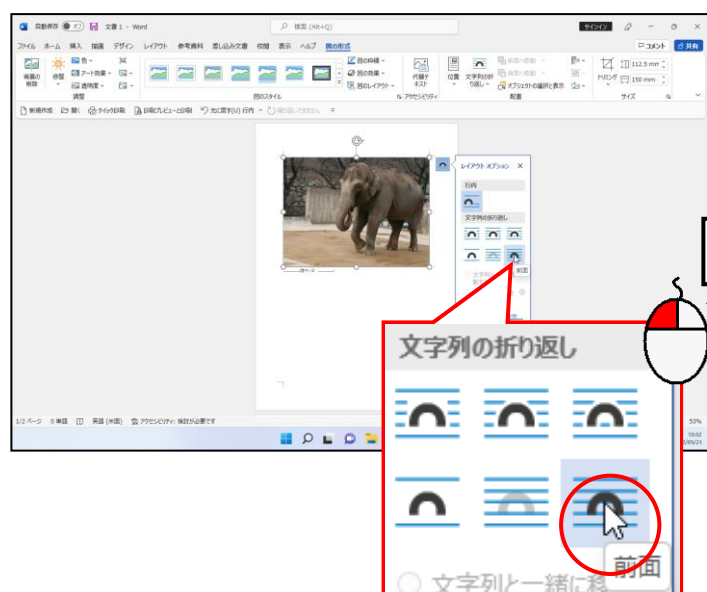 自動保存 オフ 文書 1 - Word
検索 (Alt+Q)
サインイン
ファイル ホーム 挿入 描画 デザイン レイアウト 参考資料 差し込み文書 校閲 表示 ヘルプ 図の形式
コメント 共有
背景の削除 修整 色 アート効果 透明度
図の枠線 図の効果 図のレイアウト
代替テキスト 位置 文字列の折り返し
オブジェクトの選択と表示
トリミング 112.5 mm
150 mm
調整 図のスタイル アクセシビリティ 配置 サイズ
新規作成 開く クイック印刷 印刷プレビューと印刷 元に戻す(U) 行内
レイアウト オプション
行内
文字列の折り返し
前面
文字列の折り返し
前面
文字列と一緒に移
1/2 ページ 0 単語 英語 (米国) アクセシビリティ: 検討が必要です
53%
10:52